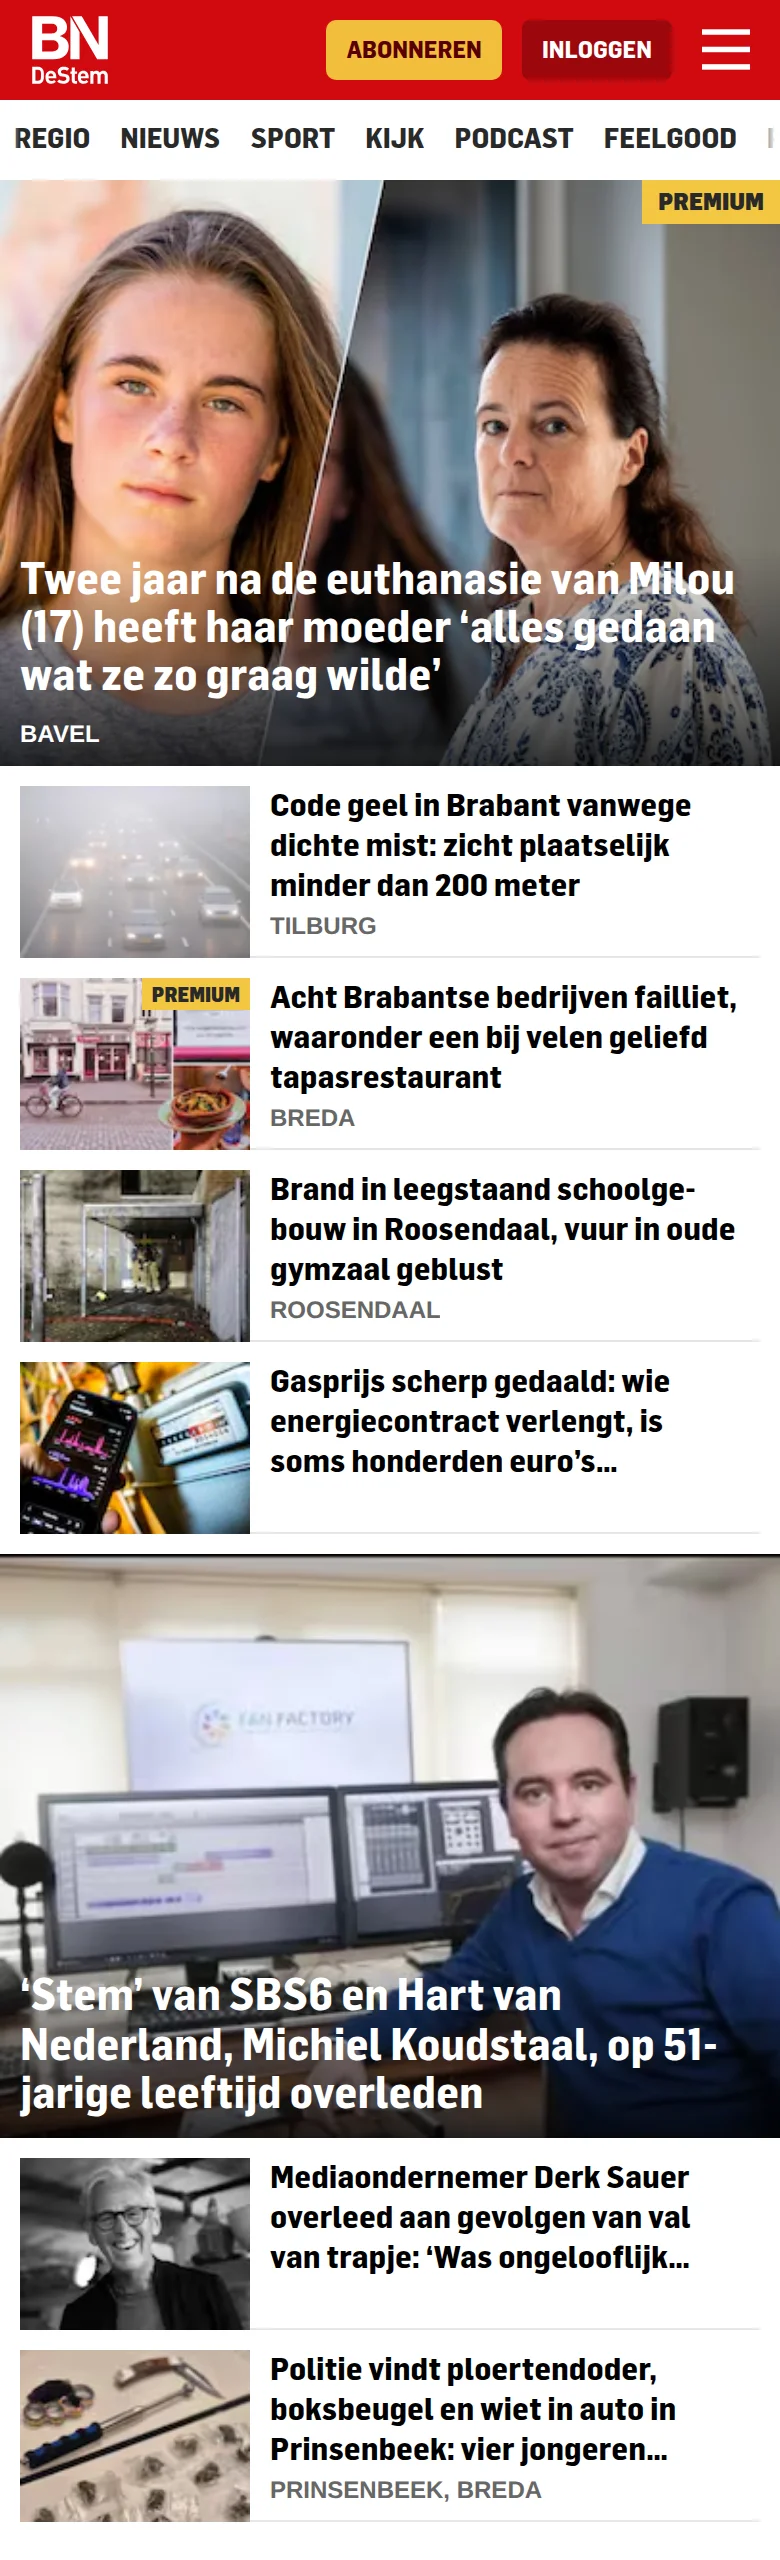 BN
DeStem
ABONNEREN
INLOGGEN
REGIO NIEUWS SPORT KIJK PODCAST FEELGOOD
PREMIUM
Twee jaar na de euthanasie van Milou
(17) heeft haar moeder ‘alles gedaan
wat ze zo graag wilde’
BAVEL
Code geel in Brabant vanwege
dichte mist: zicht plaatselijk
minder dan 200 meter
TILBURG
PREMIUM
Acht Brabantse bedrijven failliet,
waaronder een bij velen geliefd
tapasrestaurant
BREDA
Brand in leegstaand schoolge-
bouw in Roosendaal, vuur in oude
gymzaal geblust
ROOSENDAAL
Gasprijs scherp gedaald: wie
energiecontract verlengt, is
soms honderden euro’s...
FAN FACTORY
‘Stem’ van SBS6 en Hart van
Nederland, Michiel Koudstaal, op 51-
jarige leeftijd overleden
Mediaondernemer Derk Sauer
overleed aan gevolgen van val
van trapje: ‘Was ongelooflijk...
Politie vindt ploertendoder,
boksbeugel en wiet in auto in
Prinsenbeek: vier jongeren...
PRINSENBEEK, BREDA